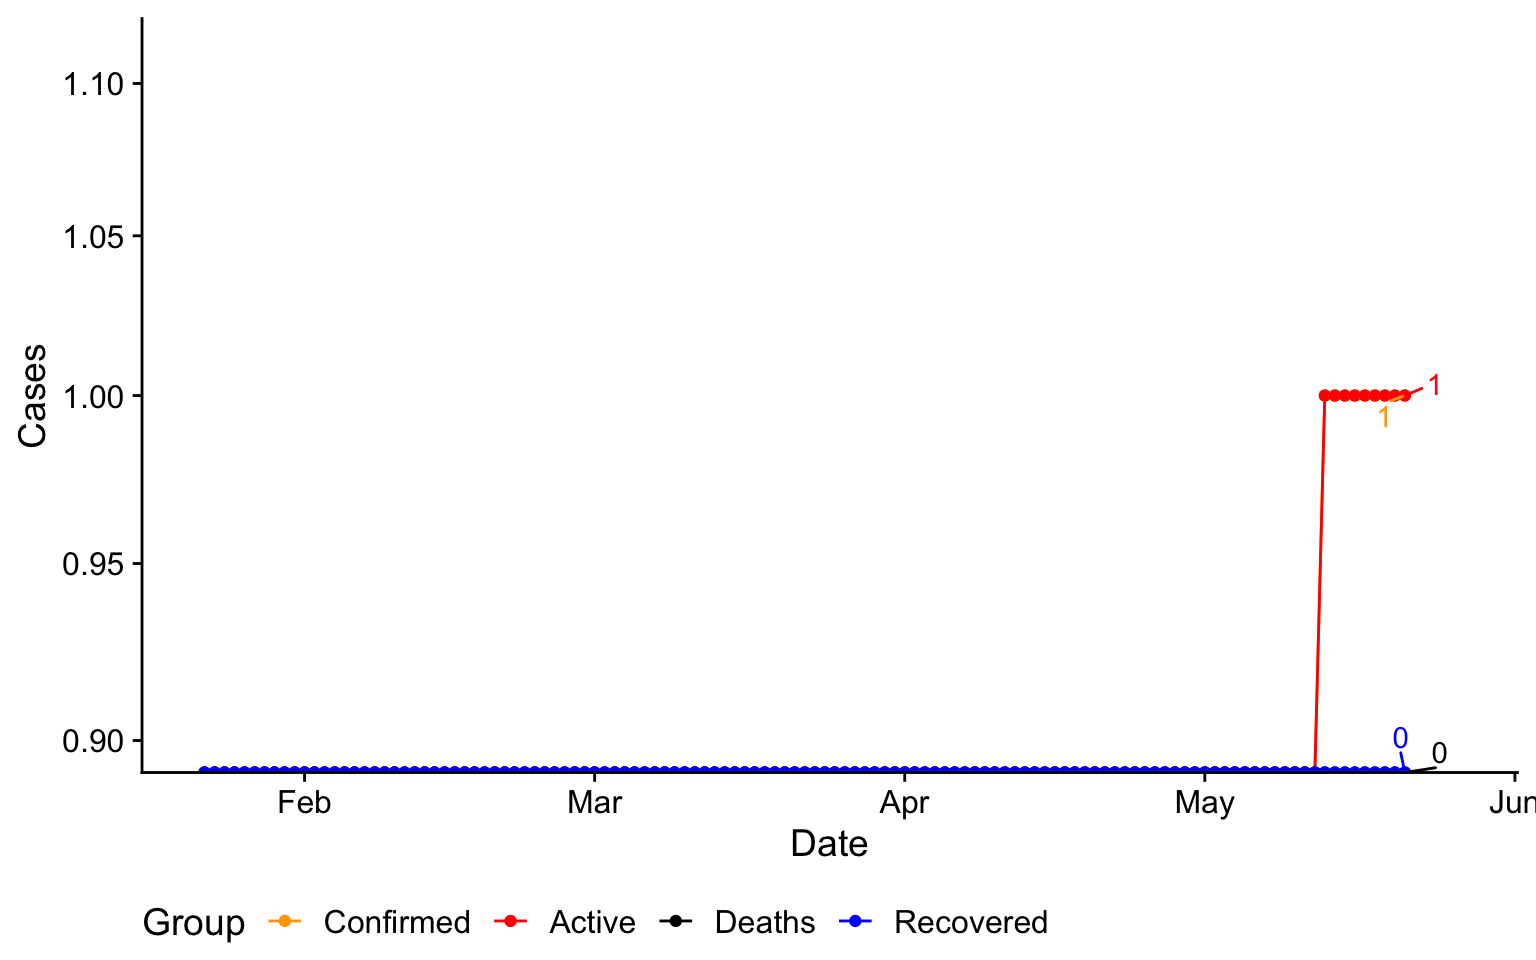 1.10
1.05
1.00
0.95
0.90
Cases
1
1
0
0
Feb Mar Apr May Jun
Date
Group Confirmed Active Deaths Recovered